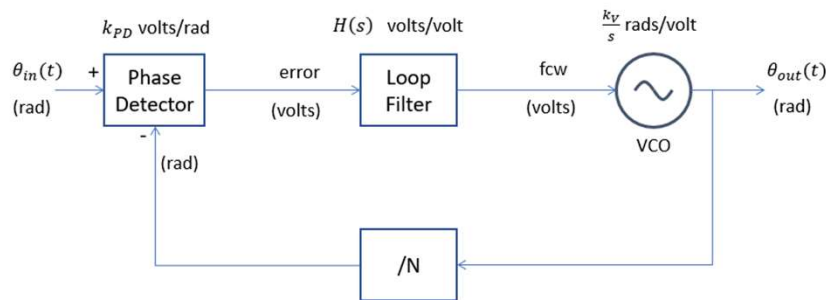 k_PD volts/rad
H(s) volts/volt
k_V/s rads/volt
θ_in(t)
+
Phase
Detector
error
Loop
Filter
fcw
θ_out(t)
(rad)
(volts)
(volts)
(rad)
-
(rad)
VCO
/N